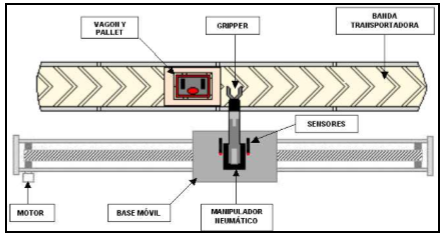 VAGON Y
PALLET
GRIPPER
BANDA
TRANSPORTADORA
SENSORES
MOTOR
BASE MÓVIL
MANIPULADOR
NEUMÁTICO